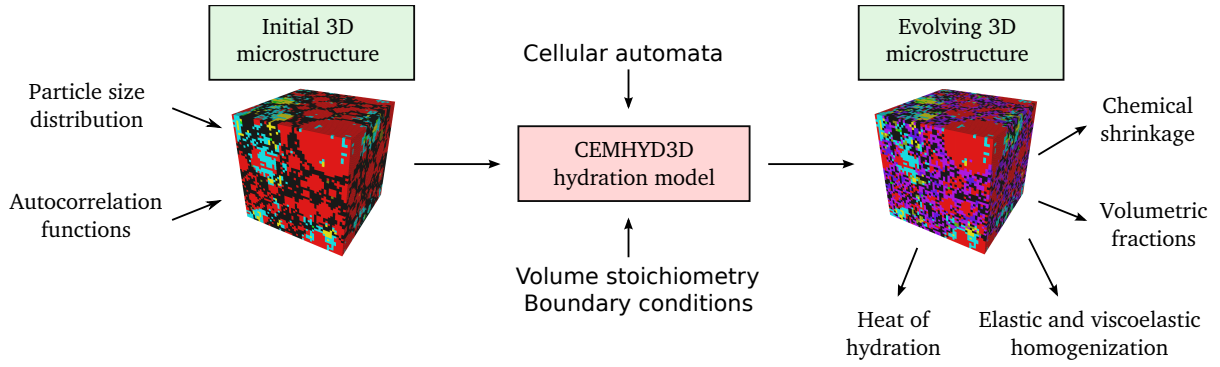 Initial 3D
microstructure
Particle size
distribution
Autocorrelation
functions
Cellular automata
CEMHYD3D
hydration model
Volume stoichiometry
Boundary conditions
Evolving 3D
microstructure
Chemical
shrinkage
Volumetric
fractions
Heat of
hydration
Elastic and viscoelastic
homogenization